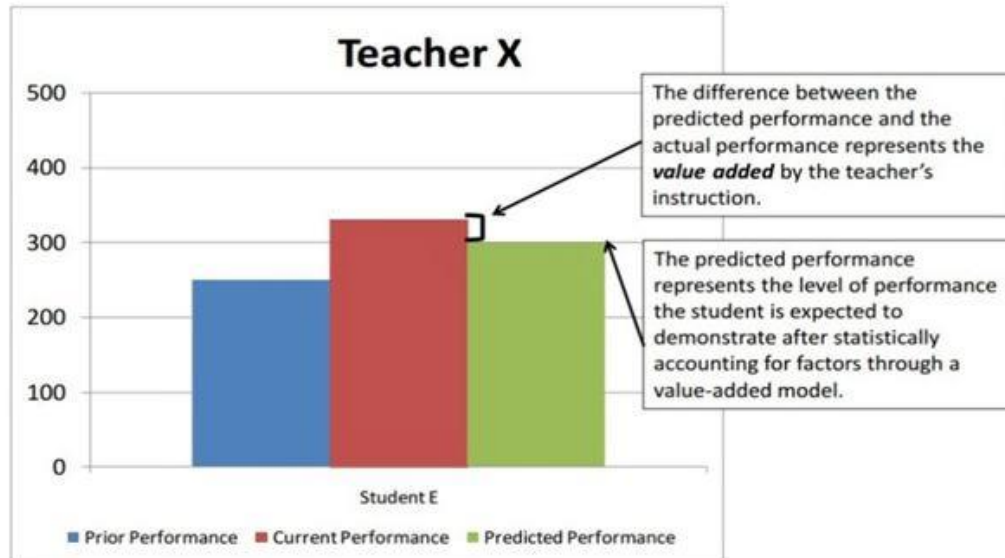 Teacher X
500
400
300
200
100
0
Student E
Prior Performance Current Performance Predicted Performance
The difference between the
predicted performance and the
actual performance represents the
value added by the teacher's
instruction.
The predicted performance
represents the level of performance
the student is expected to
demonstrate after statistically
accounting for factors through a
value-added model.